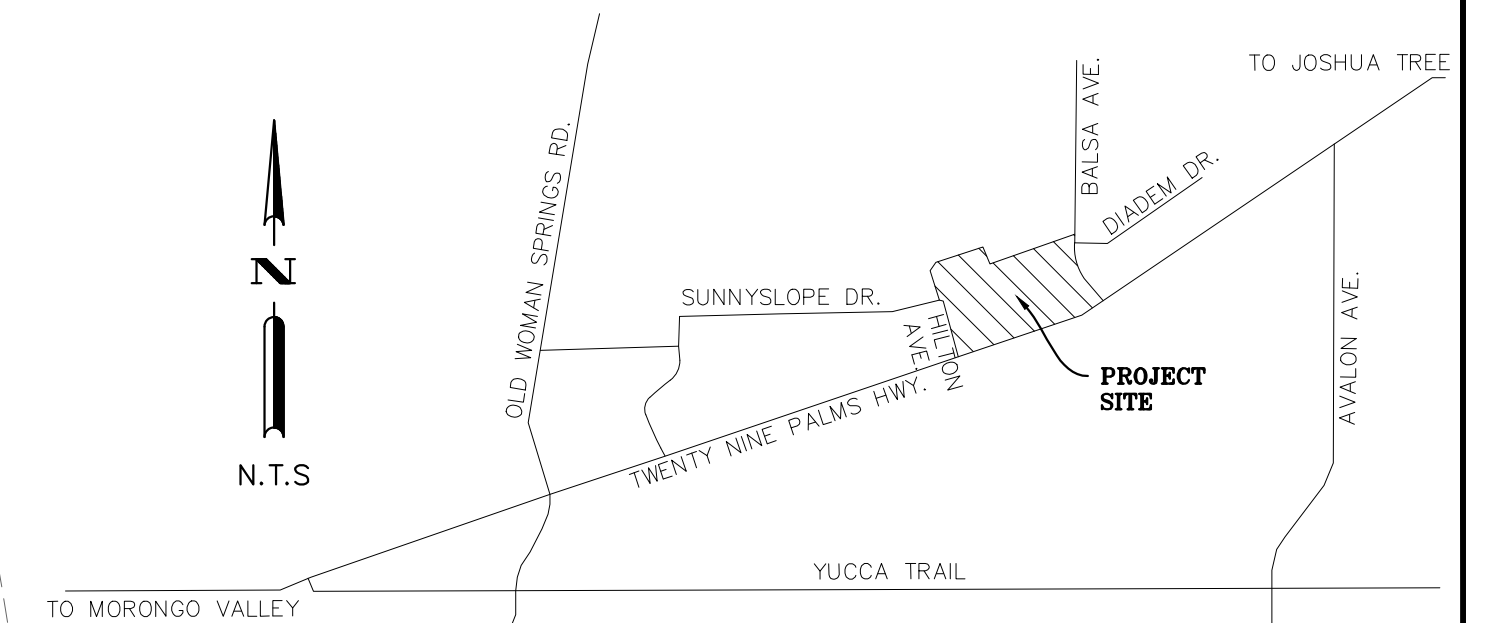 TO JOSHUA TREE
BALSA AVE.
DIADEM DR.
OLD WOMAN SPRINGS RD.
N
SUNNYSLOPE DR.
HILTON
AVE.
AVALON AVE.
PROJECT
SITE
TWENTY NINE PALMS HWY.
N.T.S
YUCCA TRAIL
TO MORONGO VALLEY